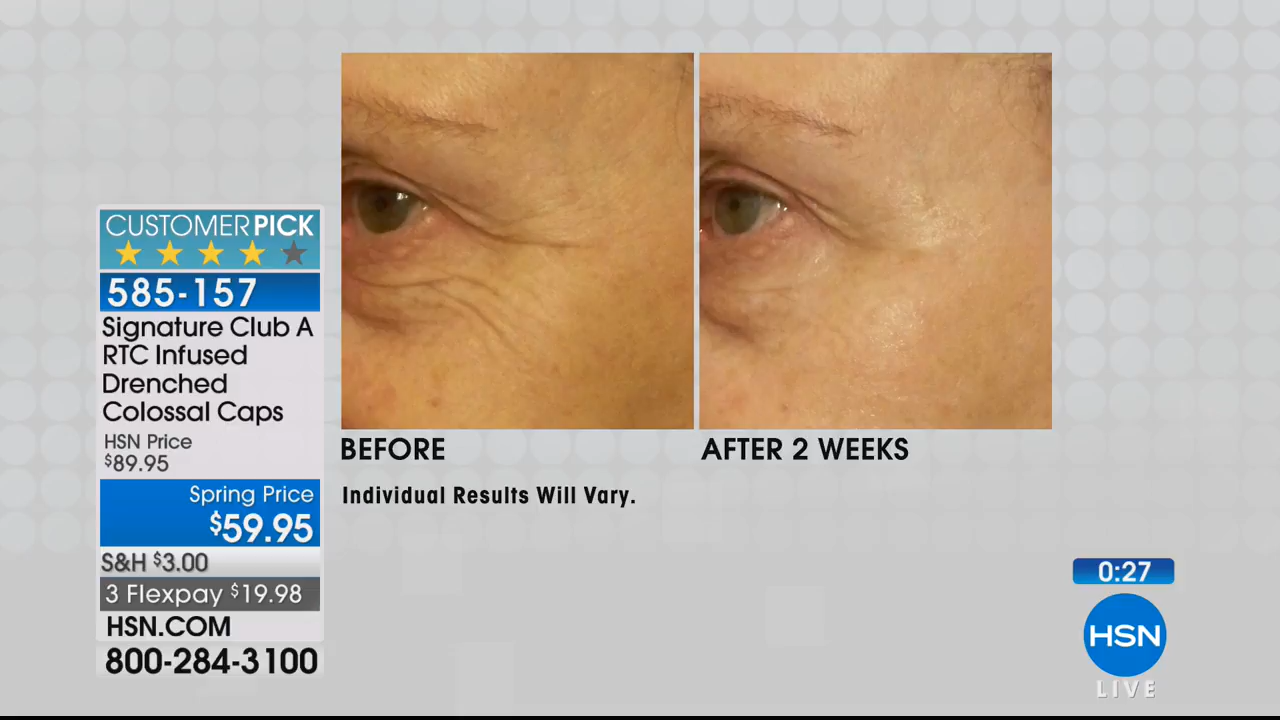 CUSTOMERPICK
585-157
Signature Club A
RTC Infused
Drenched
Colossal Caps
HSN Price
$89.95
Spring Price
$59.95
S&H $3.00
3 Flexpay $19.98
HSN.COM
800-284-3100
BEFORE
AFTER 2 WEEKS
Individual Results Will Vary.
0:27
HSN
LIVE